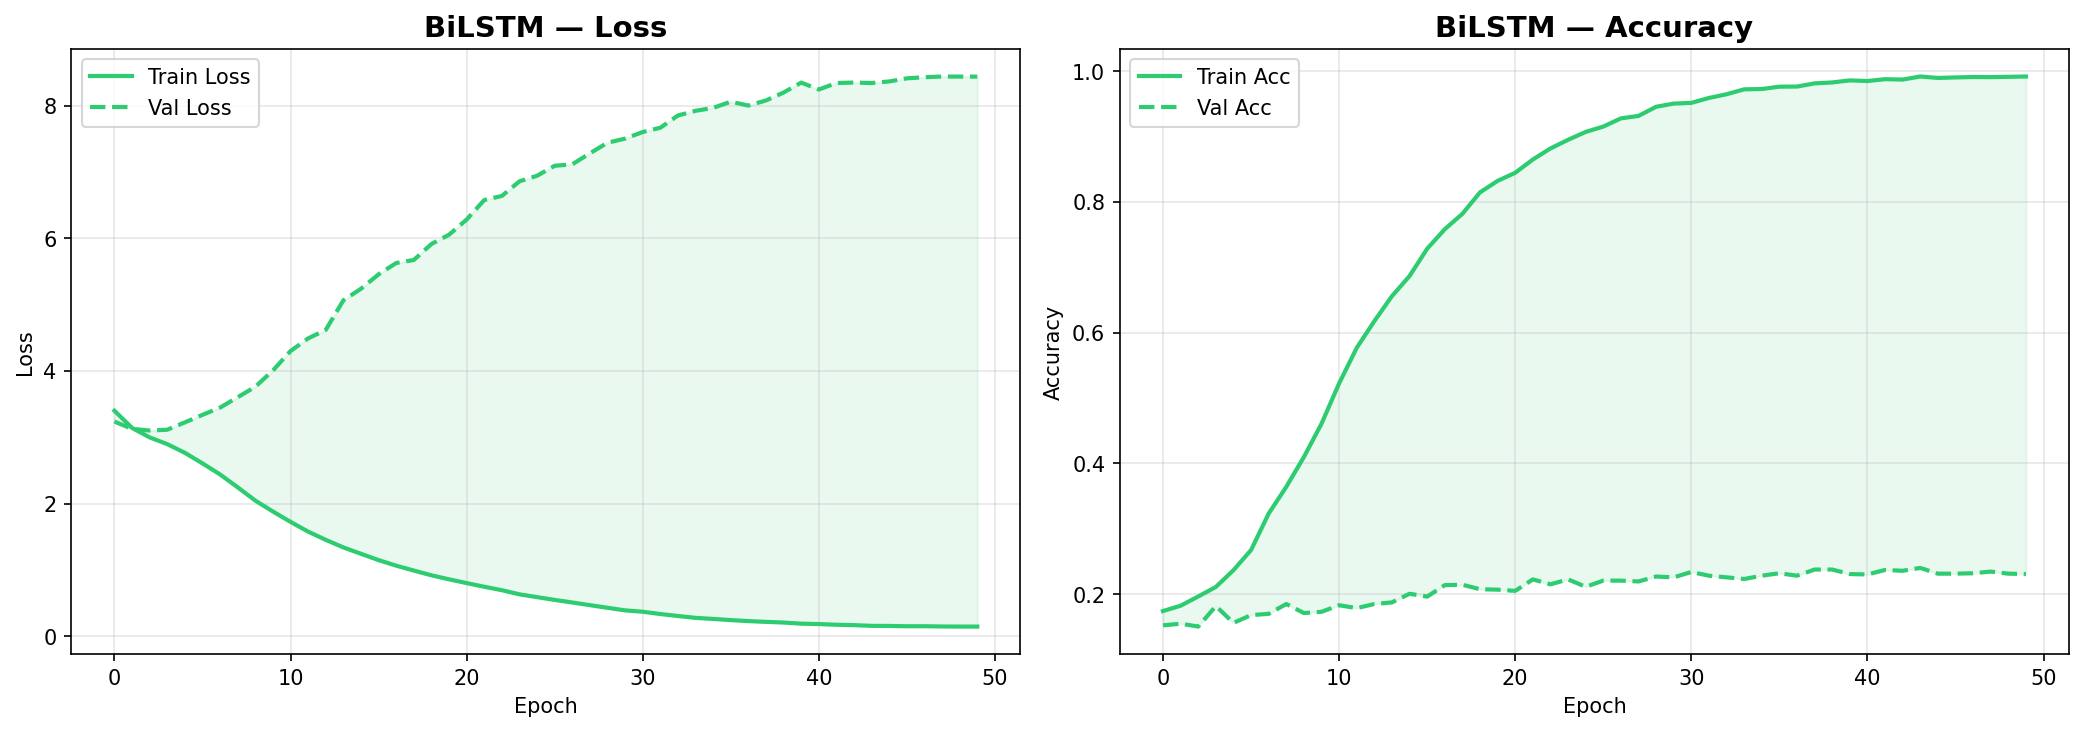 BiLSTM — Loss
Train Loss
Val Loss
8
6
4
2
0
Loss
0 10 20 30 40 50
Epoch
BiLSTM — Accuracy
Train Acc
Val Acc
1.0
0.8
0.6
0.4
0.2
Accuracy
0 10 20 30 40 50
Epoch